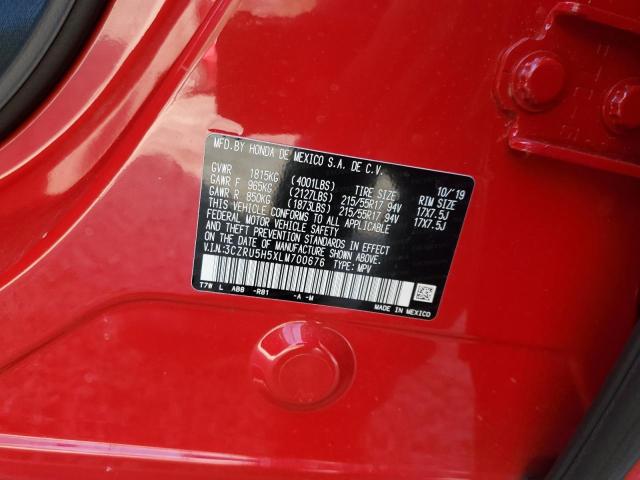 MFD.BY HONDA DE MEXICO S.A. DE C.V.
10/'19
GVWR 1815KG (4001LBS) TIRE SIZE RIM SIZE
GAWR F 965KG (2127LBS) 215/55R17 94V 17X7.5J
GAWR R 850KG (1873LBS) 215/55R17 94V 17X7.5J
THIS VEHICLE CONFORMS TO ALL APPLICABLE
FEDERAL MOTOR VEHICLE SAFETY
AND THEFT PREVENTION STANDARDS IN EFFECT
ON THE DATE OF MANUFACTURE SHOWN ABOVE.
V.I.N.:3CZRU5H5XLM700676 TYPE: MPV
T7W L ABB -R81 -A -M
MADE IN MEXICO